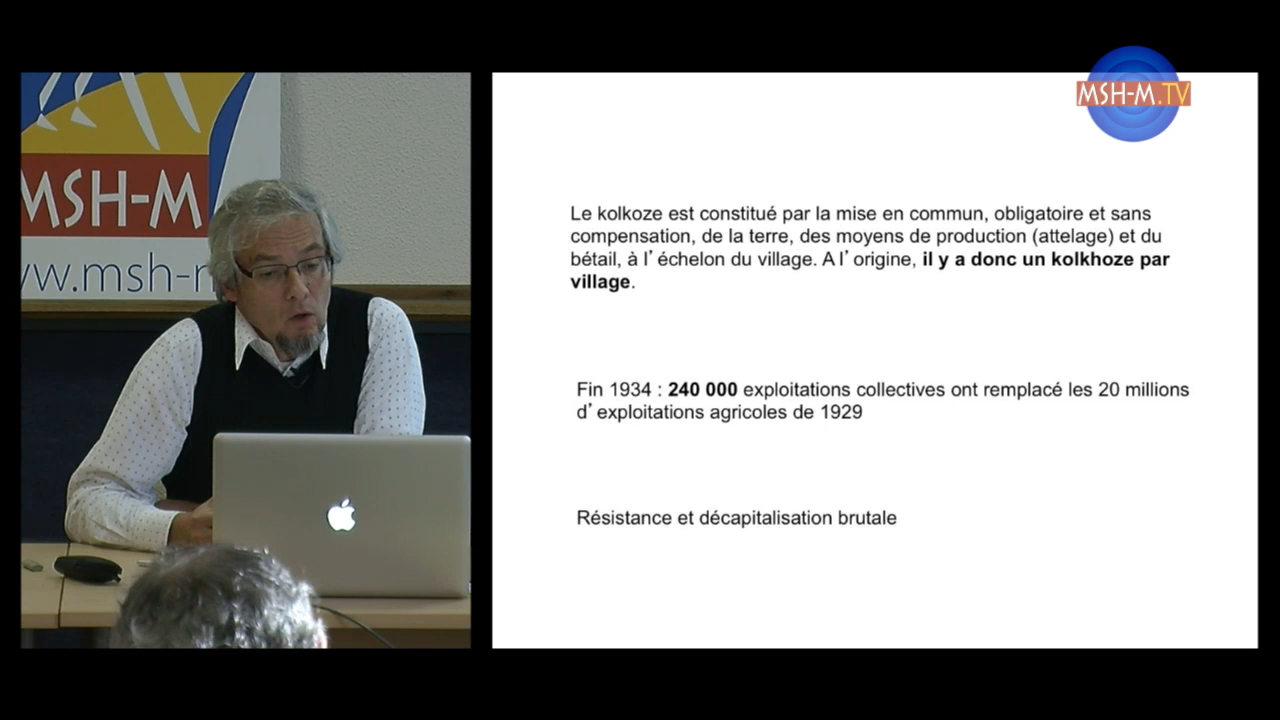 MSH-M.TV
MSH-M
Le kolkoze est constitué par la mise en commun, obligatoire et sans
compensation, de la terre, des moyens de production (attelage) et du
bétail, à l’échelon du village. A l’origine, il y a donc un kolkhoze par
village.
Fin 1934 : 240 000 exploitations collectives ont remplacé les 20 millions
d’exploitations agricoles de 1929
Résistance et décapitalisation brutale